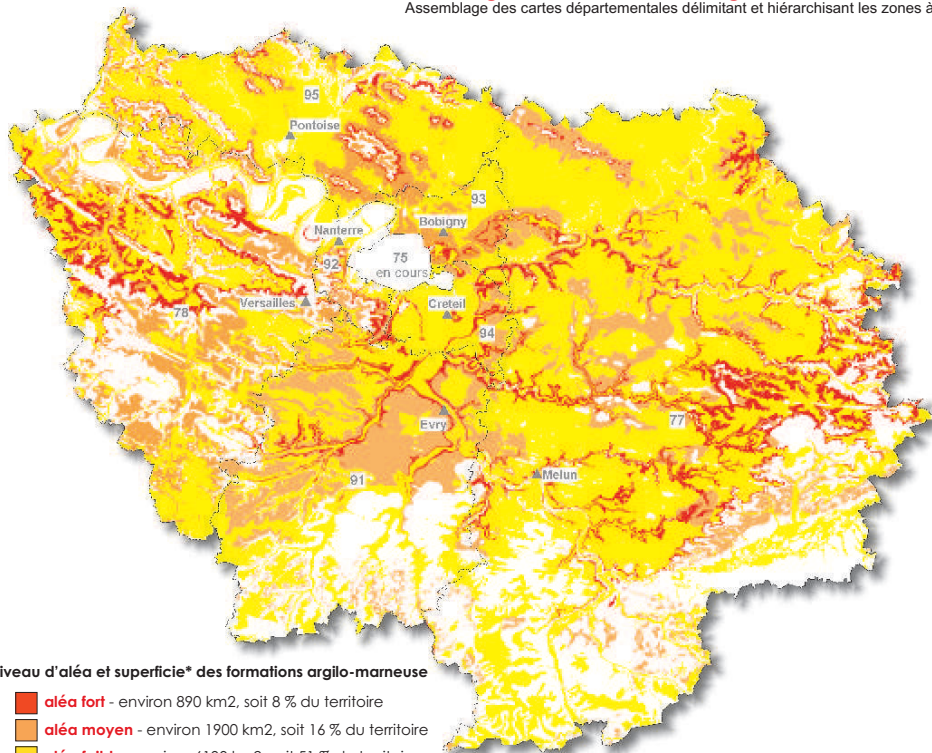 Assemblage des cartes départementales délimitant et hiérarchisant les zones à
95
Pontoise
93
Nanterre
Bobigny
92
75
en cours
Versailles
Creteil
78
94
77
Evry
Melun
91
iveau d'aléa et superficie* des formations argilo-marneuse
aléa fort - environ 890 km2, soit 8 % du territoire
aléa moyen - environ 1900 km2, soit 16 % du territoire